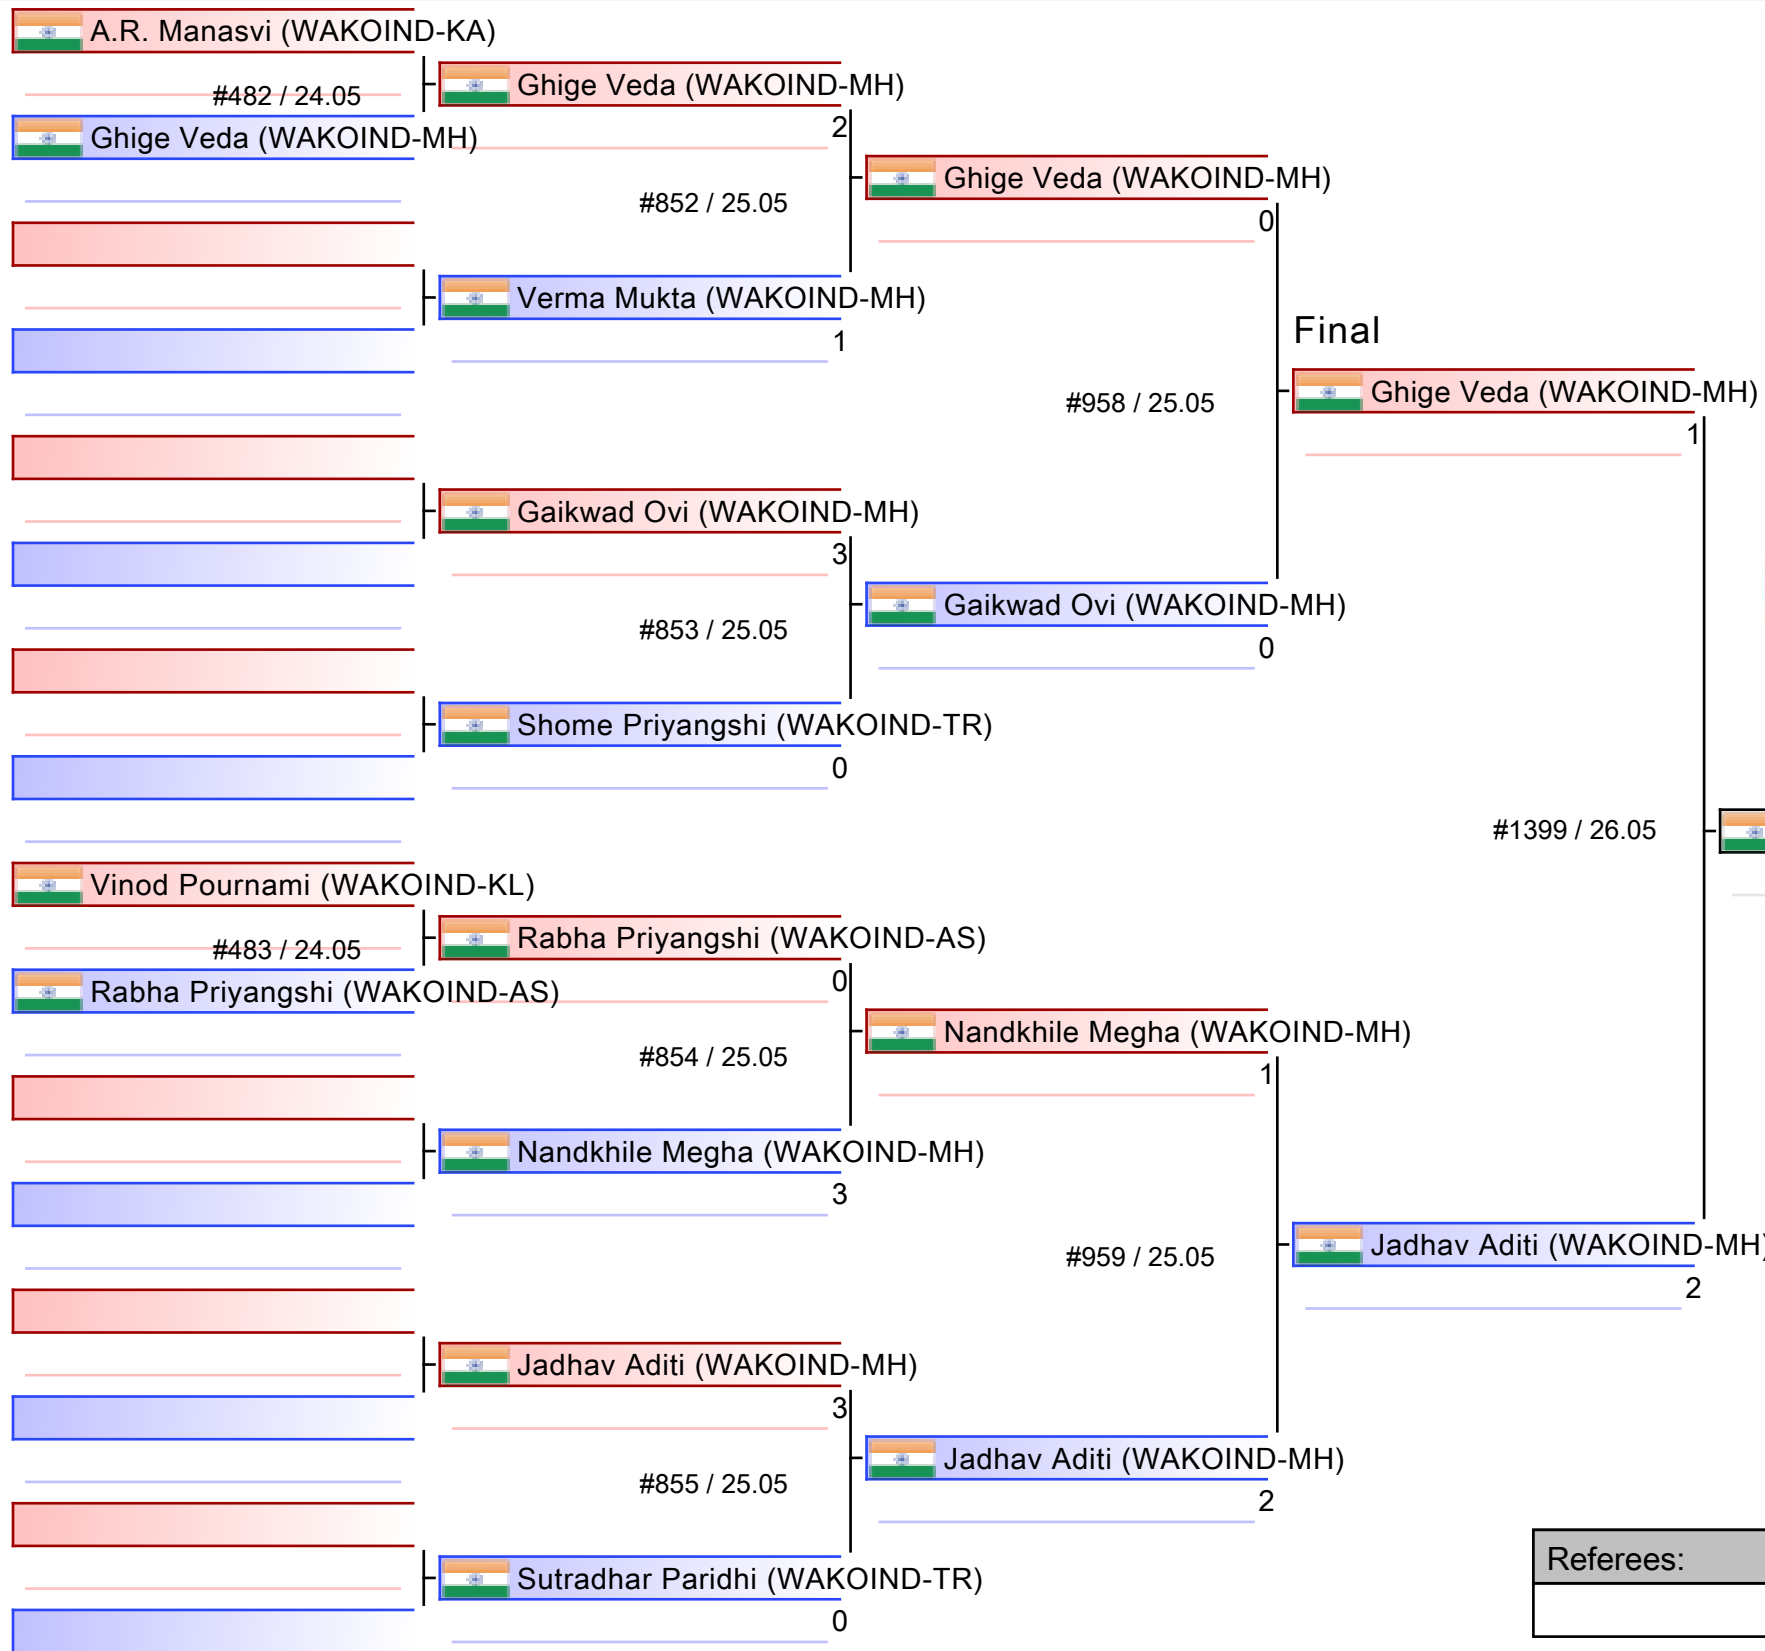 A.R. Manasvi (WAKOIND-KA)
#482 / 24.05
Ghige Veda (WAKOIND-MH)
Ghige Veda (WAKOIND-MH)
2
#852 / 25.05
Verma Mukta (WAKOIND-MH)
1
Ghige Veda (WAKOIND-MH)
0
#958 / 25.05
Gaikwad Ovi (WAKOIND-MH)
3
#853 / 25.05
Shome Priyangshi (WAKOIND-TR)
0
Gaikwad Ovi (WAKOIND-MH)
0
Final
Ghige Veda (WAKOIND-MH)
1
#1399 / 26.05
Vinod Pournami (WAKOIND-KL)
#483 / 24.05
Rabha Priyangshi (WAKOIND-AS)
Rabha Priyangshi (WAKOIND-AS)
0
#854 / 25.05
Nandkhile Megha (WAKOIND-MH)
3
Nandkhile Megha (WAKOIND-MH)
1
#959 / 25.05
Jadhav Aditi (WAKOIND-MH)
2
Jadhav Aditi (WAKOIND-MH)
3
#855 / 25.05
Sutradhar Paridhi (WAKOIND-TR)
0
Jadhav Aditi (WAKOIND-MH)
2
Referees: